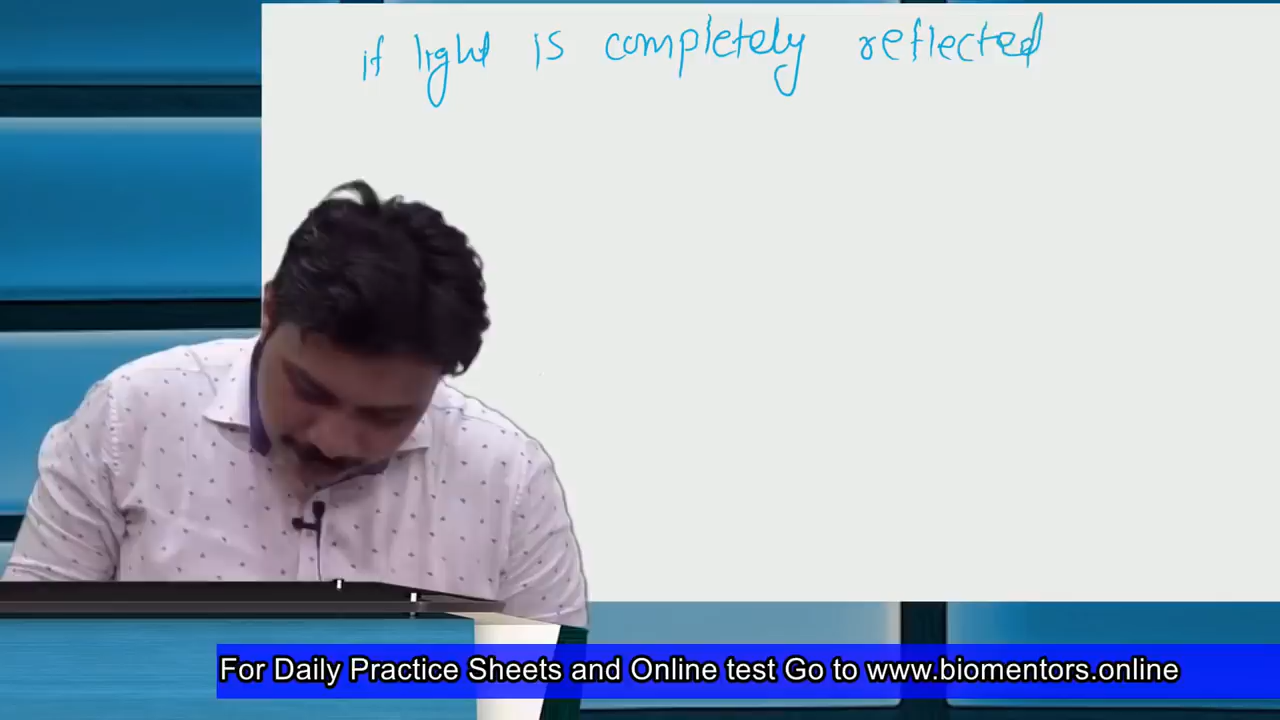 if light is completely reflected
For Daily Practice Sheets and Online test Go to www.biomentors.online